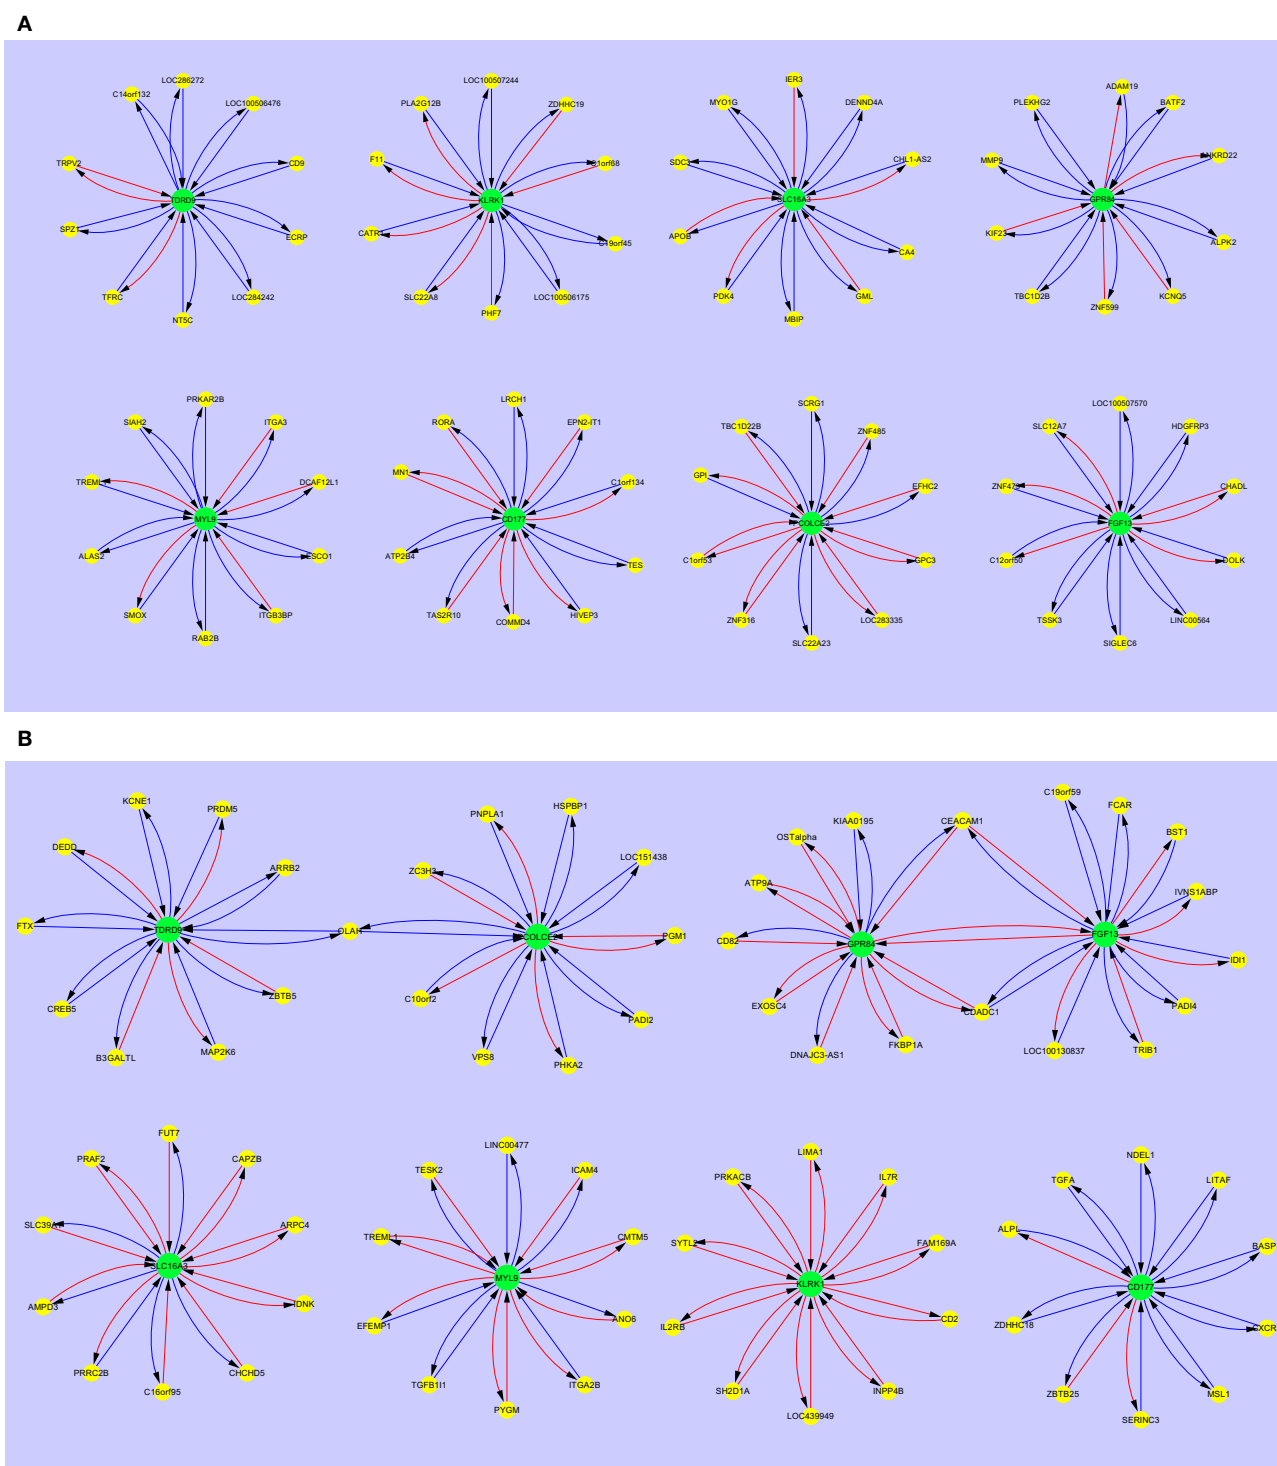 A
LOC286272
C14orf132
LOC100506476
TRPV2
CD9
TDRD9
SPZ1
ECRP
TFRC
LOC284242
NT5C
LOC100507244
PLA2G12B
ZDHHC19
F11
C1orf68
KLRK1
CATR1
C19orf45
SLC22A8
LOC100506175
PHF7
IER3
MYO1G
DENND4A
SDC3
CHL1-AS2
SLC16A3
APOB
CA4
PDK4
GML
MBIP
ADAM19
PLEKHG2
BATF2
MMP9
ANKRD22
GPR84
KIF23
ALPK2
TBC1D2B
KCNQ5
ZNF599
PRKAR2B
SIAH2
ITGA3
TREML1
DCAF12L1
MYL9
ALAS2
ESCO1
SMOX
ITGB3BP
RAB2B
LRCH1
RORA
EPN2-IT1
MN1
C1orf134
CD177
ATP2B4
TES
TAS2R10
HIVEP3
COMMD4
SCRG1
TBC1D22B
ZNF485
GPI
EFHC2
PCOLCE2
C1orf53
GPC3
ZNF316
LOC283335
SLC22A23
LOC100507570
SLC12A7
HDGFRP3
CHADL
FGF13
C12orf50
DOLK
TSSK3
LINC00564
SIGLEC6
B
KCNE1
PRDM5
DEDD
ARRB2
FTX
TDRD9
OLAH
CREB5
ZBTB5
B3GALTL
MAP2K6
HSPBP1
PNPLA1
LOC151438
ZC3H3
PCOLCE2
PGM1
C10orf2
PADI2
VPS8
PHKA2
KIAA0195
CEACAM1
OSTalpha
ATP9A
CD82
GPR84
EXOSC4
CDADC1
DNAJC3-AS1
FKBP1A
C19orf59
FCAR
BST1
IVNS1ABP
FGF13
IDI1
PADI4
LOC100130837
TRIB1
FUT7
PRAF2
CAPZB
SLC39A1
ARPC4
SLC16A3
AMPD3
IDNK
PRRC2B
CHCHD5
C16orf95
LINC00477
TESK2
ICAM4
TREML1
CMTM5
MYL9
EFEMP1
ANO6
TGFB1I1
ITGA2B
PYGM
LIMA1
PRKACB
IL7R
SYTL2
FAM169A
KLRK1
IL2RB
CD2
SH2D1A
INPP4B
LOC439949
NDEL1
TGFA
LITAF
ALPL
BASP
CD177
ZDHHC18
CXCR
ZBTB25
MSL1
SERINC3